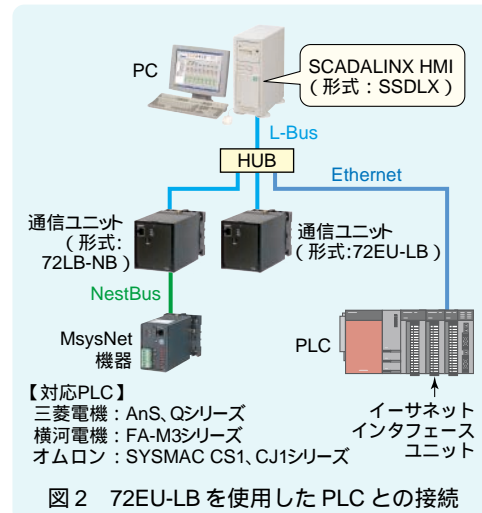 PC
SCADALINX HMI
（形式：SSDLX）
L-Bus
HUB
Ethernet
通信ユニット
（形式:
72LB-NB）
通信ユニット
（形式:72EU-LB）
NestBus
MsysNet
機器
PLC
【対応PLC】
三菱電機：AnS、Qシリーズ
横河電機：FA-M3シリーズ
オムロン：SYSMAC CS1、CJ1シリーズ
イーサネット
インタフェース
ユニット
図2　72EU-LB を使用した PLC との接続